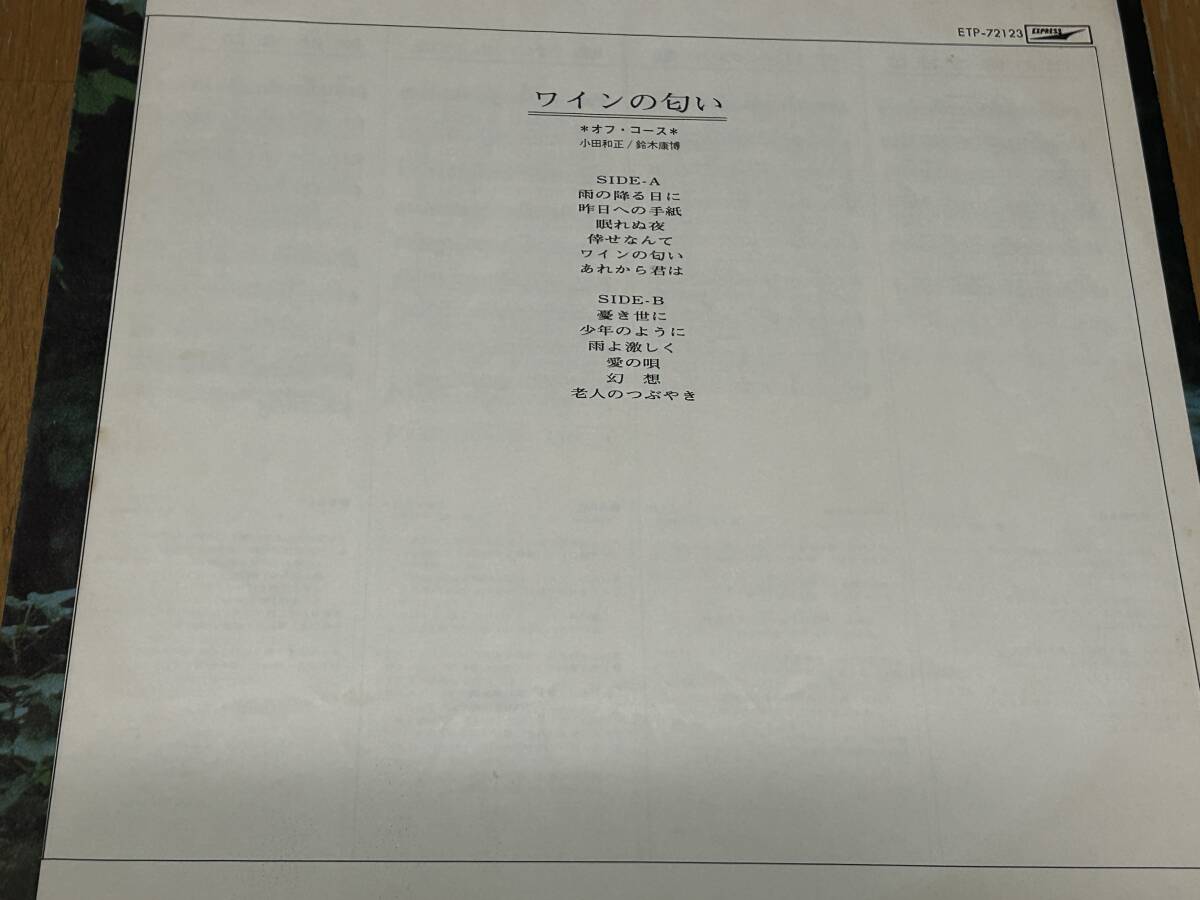 ETP-72123 EXPRESS
ワインの匂い
*オフ・コース*
小田和正/鈴木康博
SIDE-A
雨の降る日に
昨日への手紙
眠れぬ夜
倖せなんて
ワインの匂い
あれから君は
SIDE-B
憂き世に
少年のように
雨よ激しく
愛の唄
幻 想
老人のつぶやき